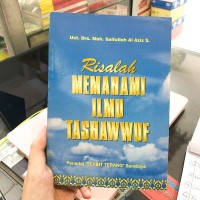 Ust. Drs. Moh. Saifulloh Al Aziz S.
Risalah
MEMAHAMI
ILMU
TASHAWWUF
Penerbit "TERBIT TERANG" Surabaya